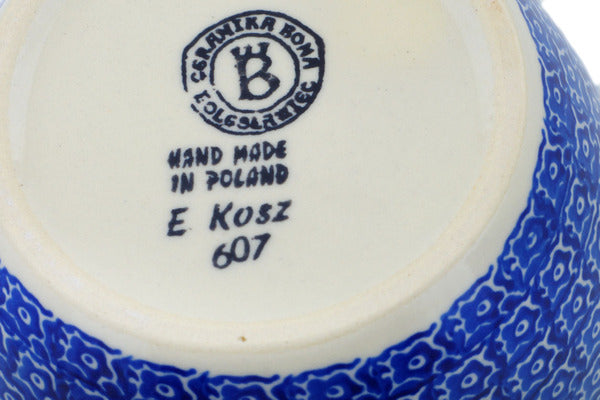 CERAMIKA BONA
B
BOLESŁAWIEC
HAND MADE
IN POLAND
E KOSZ
607